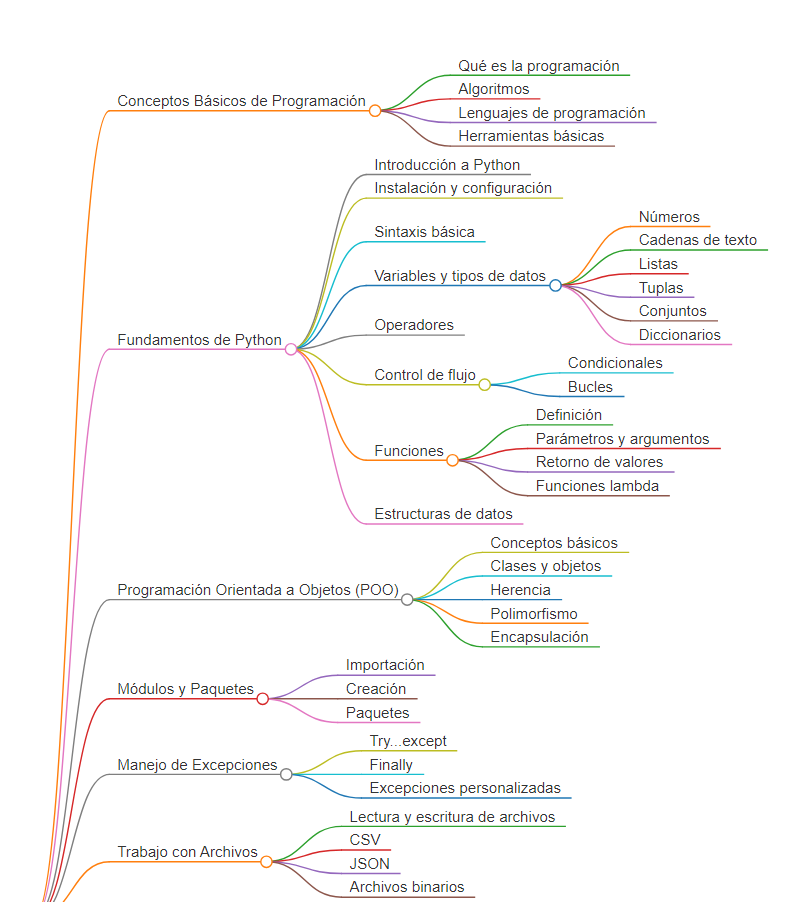 Conceptos Básicos de Programación
Qué es la programación
Algoritmos
Lenguajes de programación
Herramientas básicas
Fundamentos de Python
Introducción a Python
Instalación y configuración
Sintaxis básica
Variables y tipos de datos
Números
Cadenas de texto
Listas
Tuplas
Conjuntos
Diccionarios
Operadores
Control de flujo
Condicionales
Bucles
Funciones
Definición
Parámetros y argumentos
Retorno de valores
Funciones lambda
Estructuras de datos
Programación Orientada a Objetos (POO)
Conceptos básicos
Clases y objetos
Herencia
Polimorfismo
Encapsulación
Módulos y Paquetes
Importación
Creación
Paquetes
Manejo de Excepciones
Try...except
Finally
Excepciones personalizadas
Trabajo con Archivos
Lectura y escritura de archivos
CSV
JSON
Archivos binarios